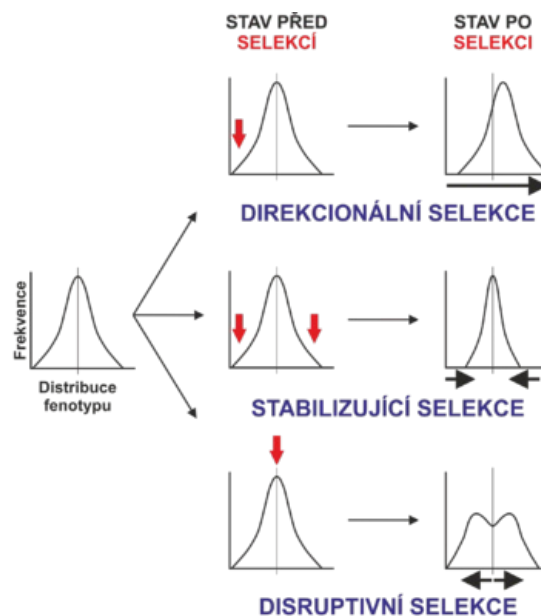 STAV PŘED
SELEKCÍ
STAV PO
SELEKCI
DIREKCIONÁLNÍ SELEKCE
Frekvence
Distribuce
fenotypu
STABILIZUJÍCÍ SELEKCE
DISRUPTIVNÍ SELEKCE